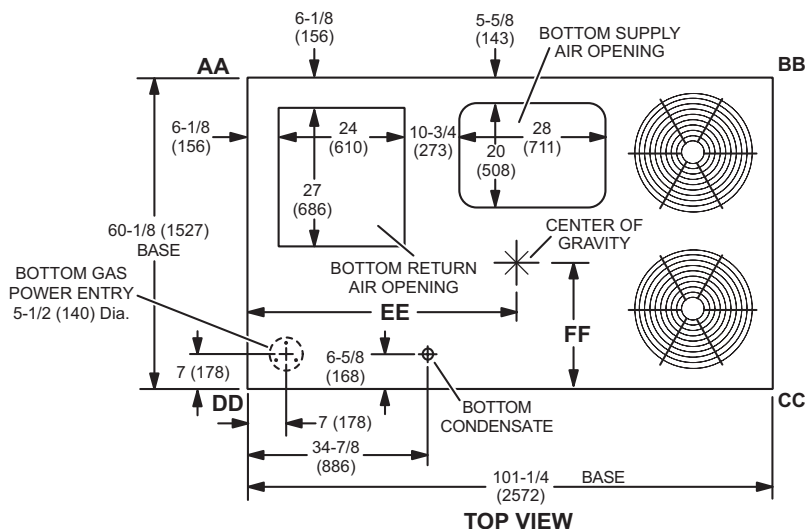 6-1/8
(156)
5-5/8
(143)
BOTTOM SUPPLY
AIR OPENING
AA
BB
6-1/8
(156)
24
(610)
10-3/4
(273)
28
(711)
20
(508)
27
(686)
60-1/8 (1527)
BASE
CENTER OF
GRAVITY
BOTTOM RETURN
AIR OPENING
BOTTOM GAS
POWER ENTRY
5-1/2 (140) Dia.
EE
FF
7 (178)
6-5/8
(168)
DD
CC
7 (178)
BOTTOM
CONDENSATE
34-7/8
(886)
101-1/4
(2572)
BASE
TOP VIEW